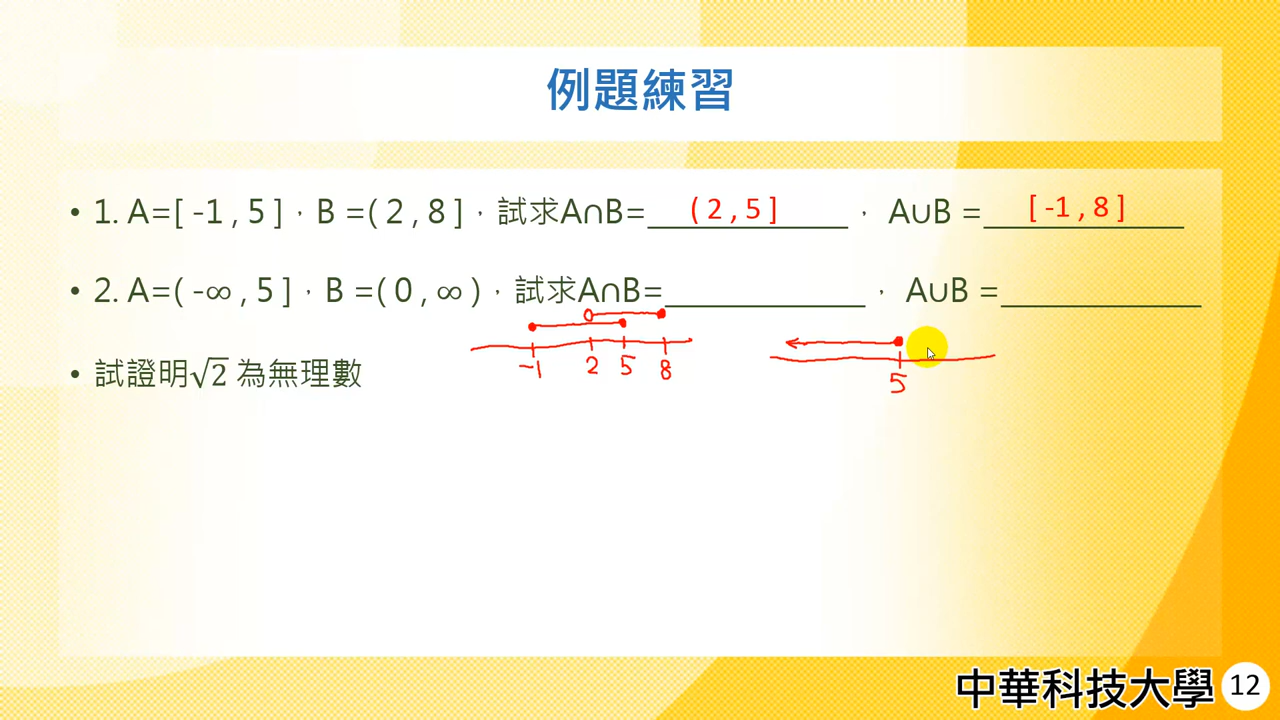 例題練習
• 1. A=[ -1 , 5 ]，B =( 2 , 8 ]，試求A∩B=( 2 , 5 ]，A∪B =[ -1 , 8 ]
• 2. A=( -∞ , 5 ]，B =( 0 , ∞ )，試求A∩B=____________，A∪B =____________
-1 2 5 8
5
• 試證明√2 為無理數
中華科技大學 12